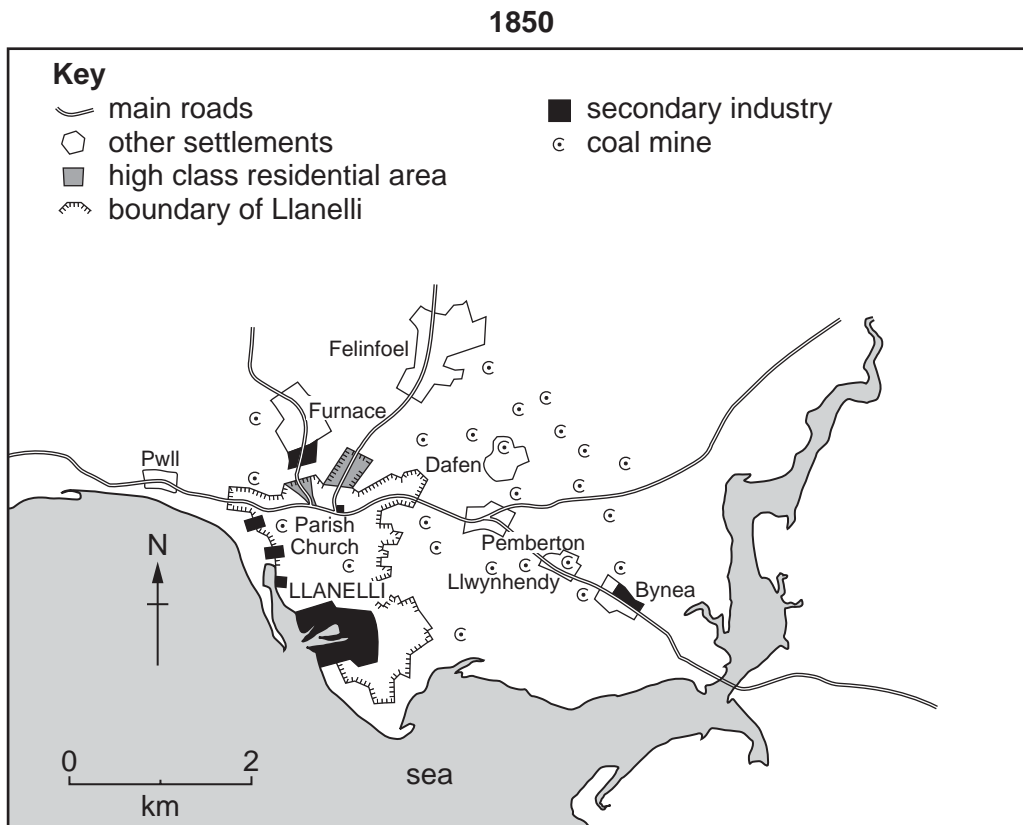 1850
Key
main roads
other settlements
high class residential area
boundary of Llanelli
secondary industry
coal mine
Felinfoel
Furnace
Pwll
Dafen
Parish
Church
Pemberton
N
Llwynhendy
LLANELLI
Bynea
0 2
km
sea